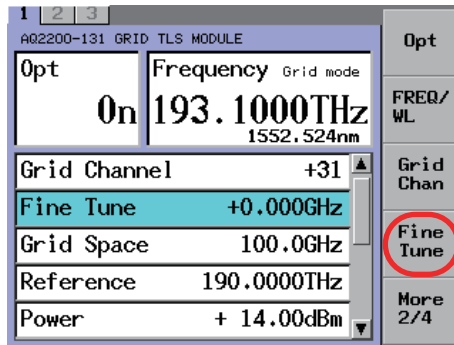 1 2 3
AQ2200-131 GRID TLS MODULE
Opt
On
Frequency Grid mode
193.1000THz
1552.524nm
Grid Channel +31
Fine Tune +0.000GHz
Grid Space 100.0GHz
Reference 190.0000THz
Power + 14.00dBm
Opt
FREQ/
WL
Grid
Chan
Fine
Tune
More
2/4